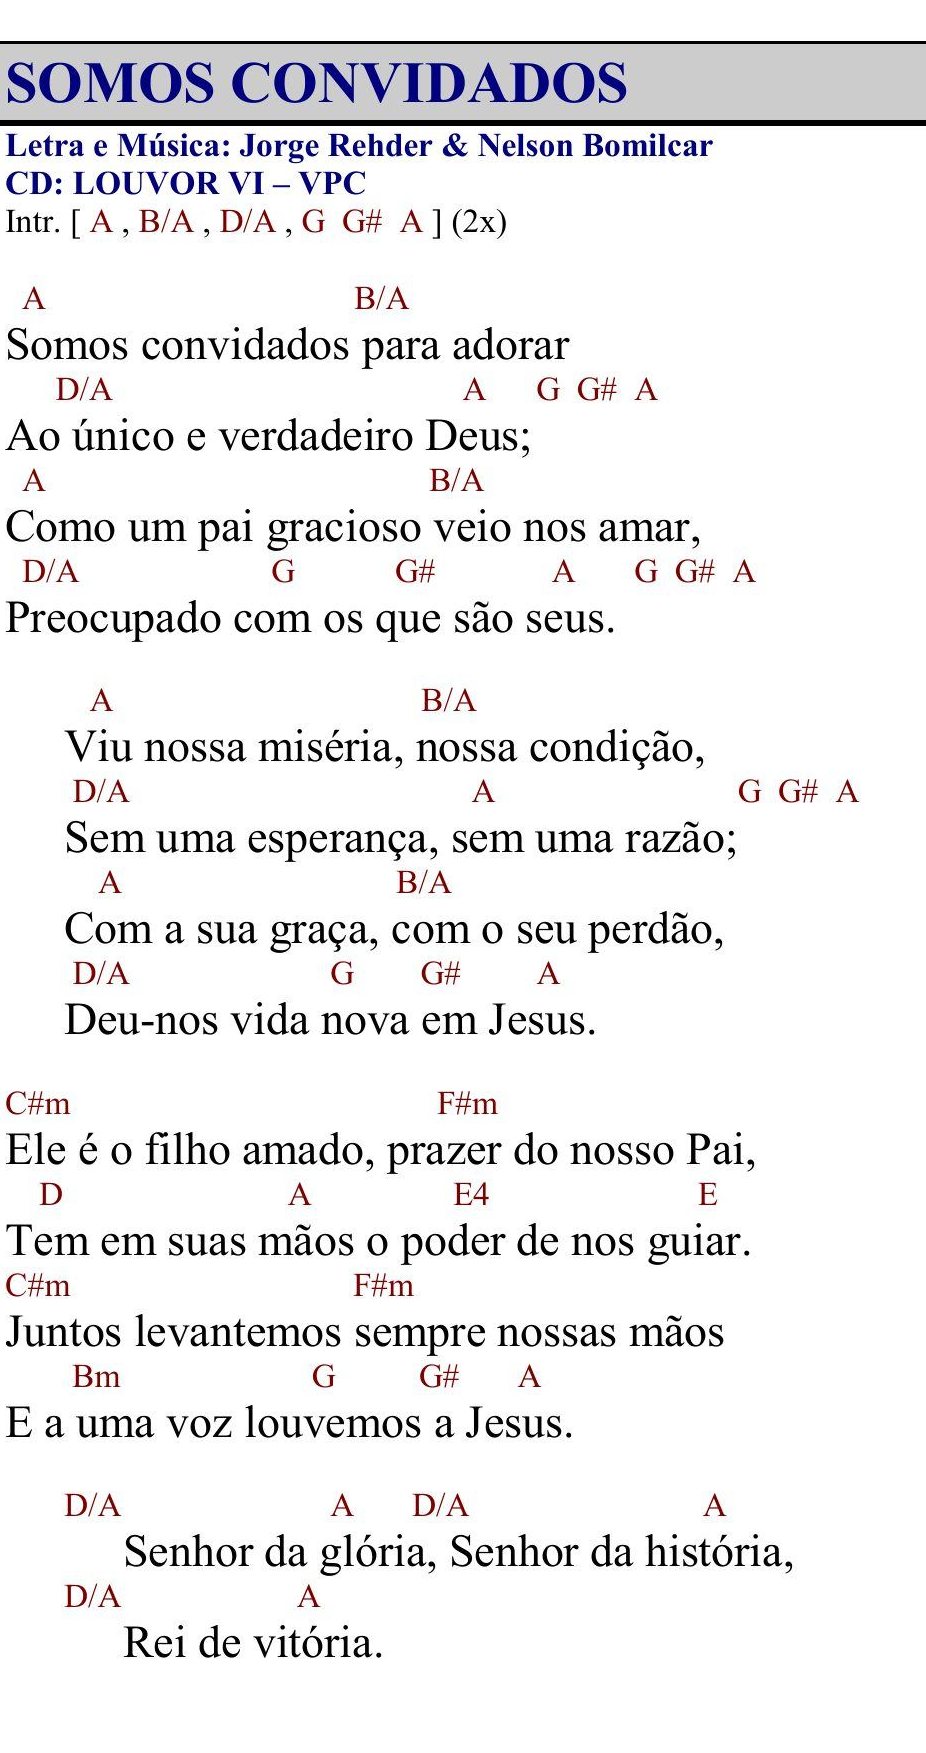 SOMOS CONVIDADOS
Letra e Música: Jorge Rehder & Nelson Bomilcar
CD: LOUVOR VI – VPC
Intr. [ A , B/A , D/A , G G# A ] (2x)
A B/A
Somos convidados para adorar
D/A A G G# A
Ao único e verdadeiro Deus;
A B/A
Como um pai gracioso veio nos amar,
D/A G G# A G G# A
Preocupado com os que são seus.
A B/A
Viu nossa miséria, nossa condição,
D/A A G G# A
Sem uma esperança, sem uma razão;
A B/A
Com a sua graça, com o seu perdão,
D/A G G# A
Deu-nos vida nova em Jesus.
C#m F#m
Ele é o filho amado, prazer do nosso Pai,
D A E4 E
Tem em suas mãos o poder de nos guiar.
C#m F#m
Juntos levantemos sempre nossas mãos
Bm G G# A
E a uma voz louvemos a Jesus.
D/A A D/A A
Senhor da glória, Senhor da história,
D/A A
Rei de vitória.